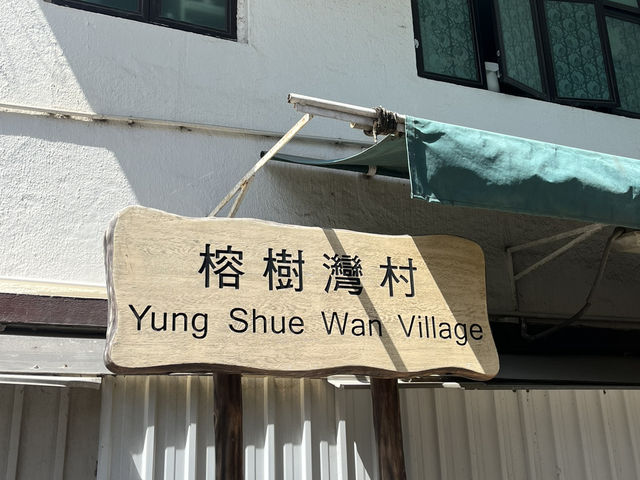 榕樹灣村
Yung Shue Wan Village